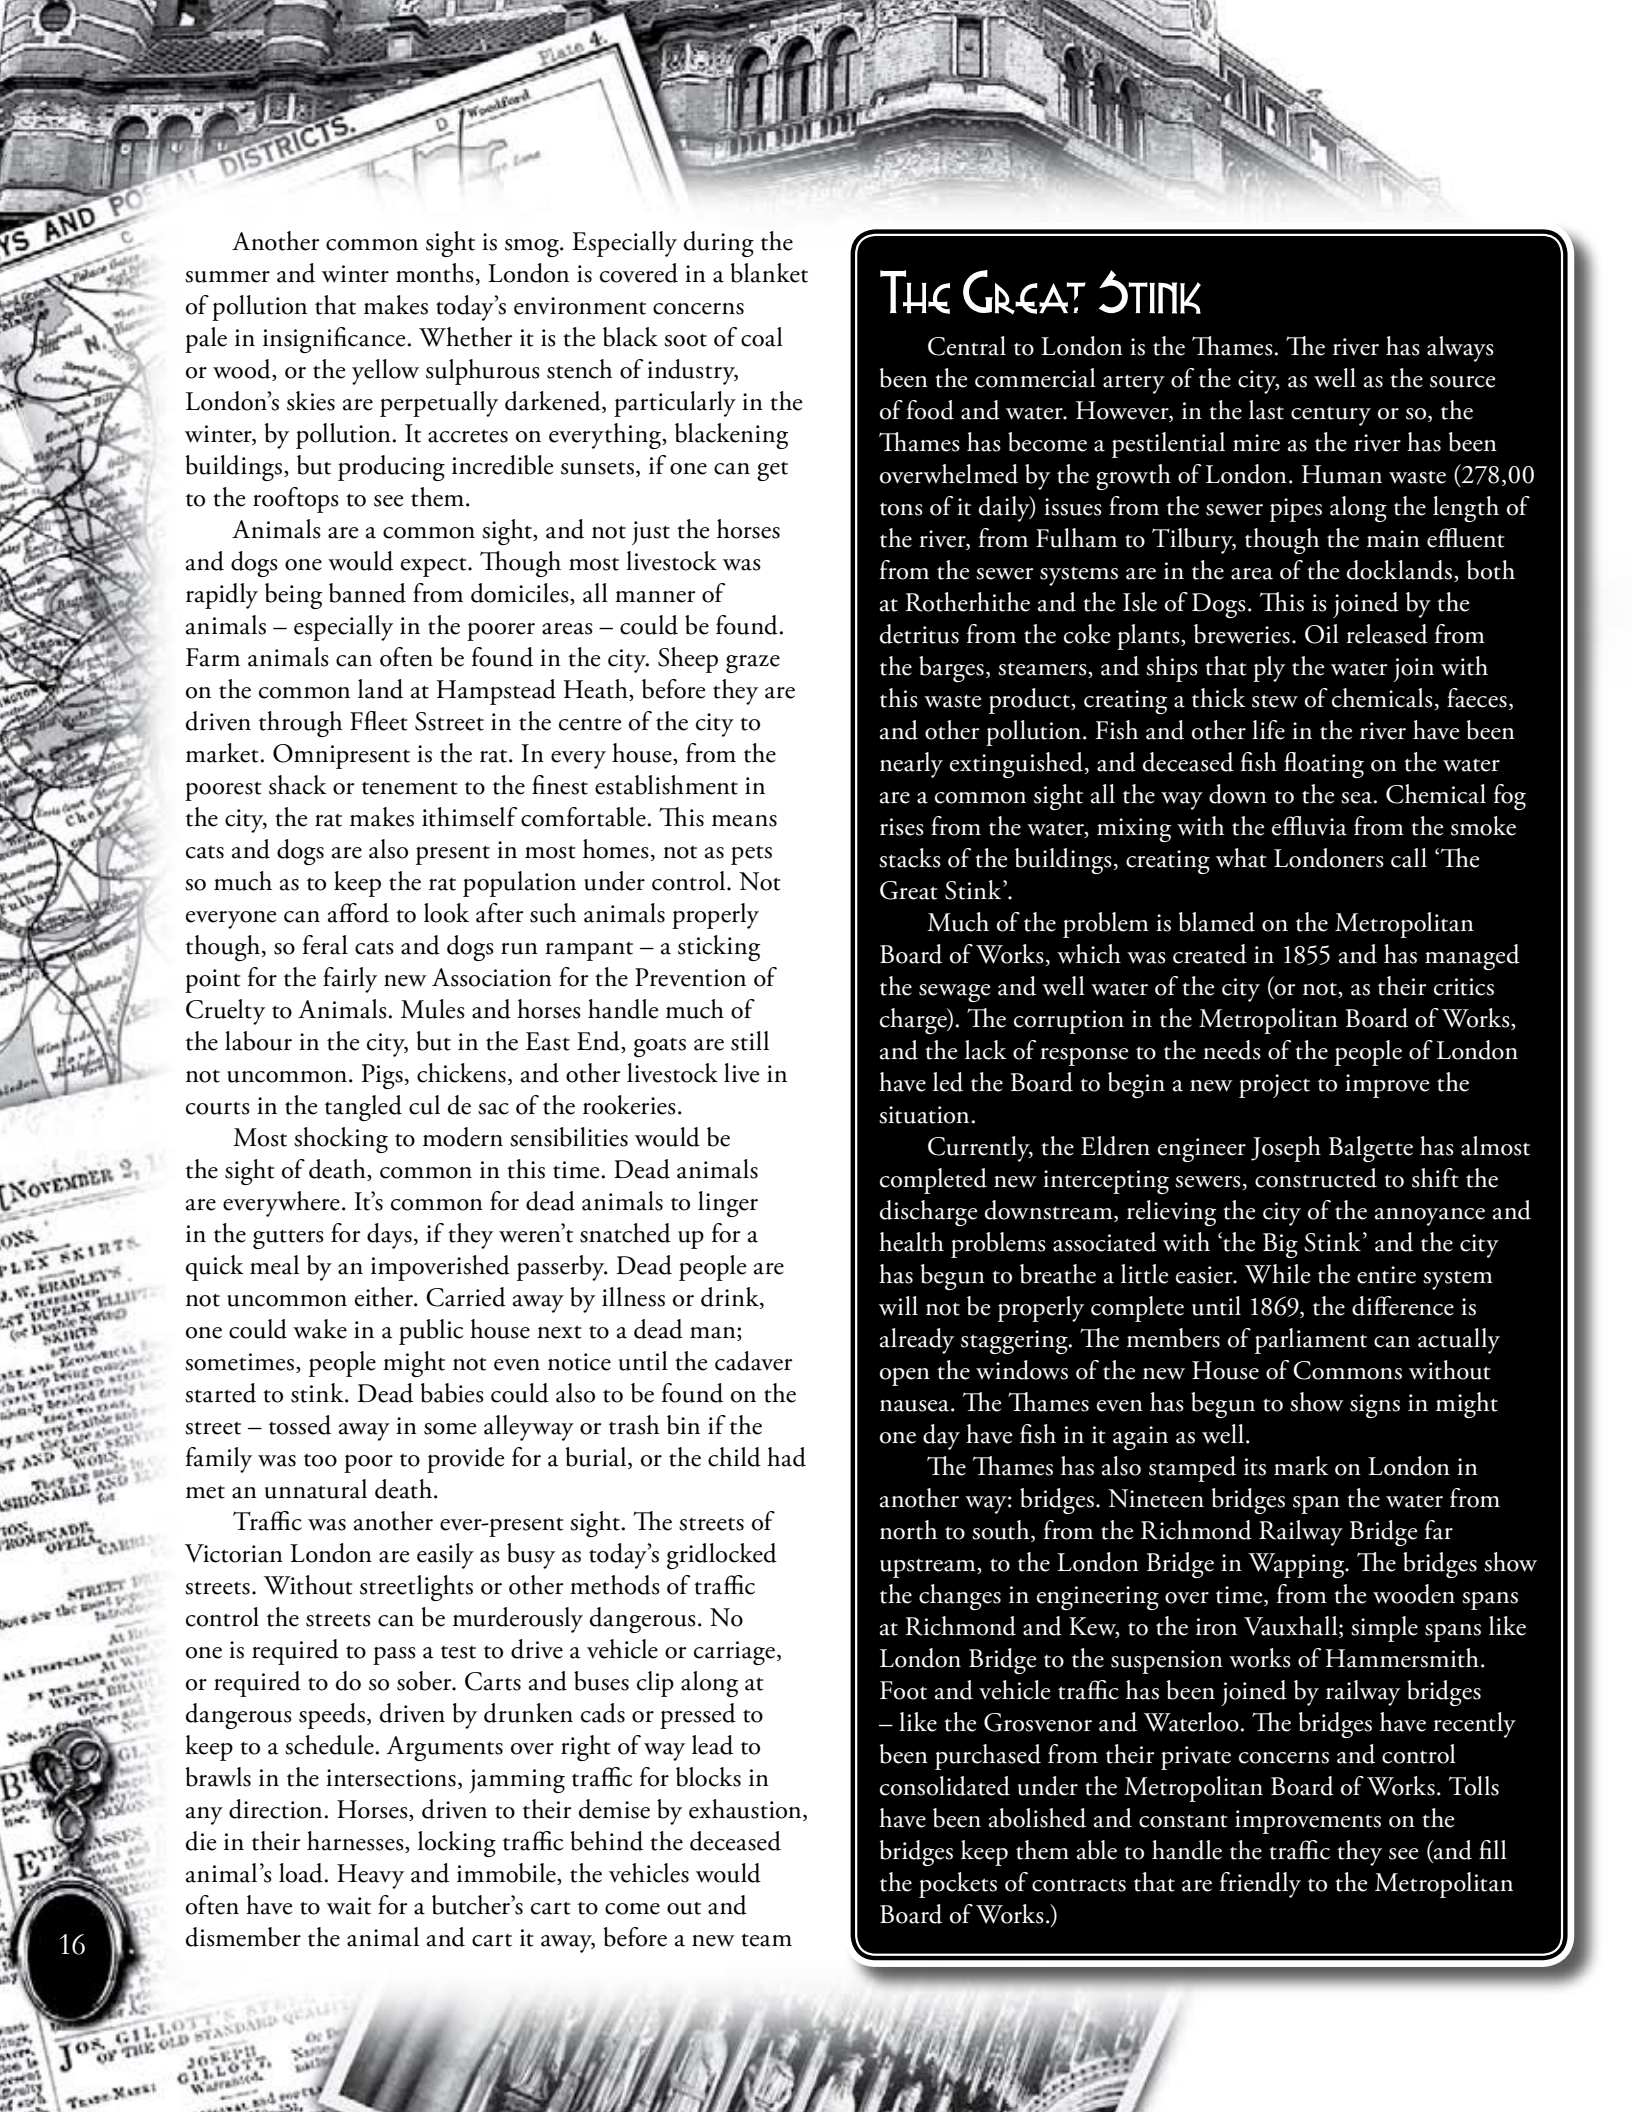 Plate 4.
YS AND POSTAL DISTRICTS.
D
Woodford
C
Another common sight is smog. Especially during the
summer and winter months, London is covered in a blanket
of pollution that makes today's environment concerns
pale in insignificance. Whether it is the black soot of coal
or wood, or the yellow sulphurous stench of industry,
London's skies are perpetually darkened, particularly in the
winter, by pollution. It accretes on everything, blackening
buildings, but producing incredible sunsets, if one can get
to the rooftops to see them.
Animals are a common sight, and not just the horses
and dogs one would expect. Though most livestock was
rapidly being banned from domiciles, all manner of
animals – especially in the poorer areas – could be found.
Farm animals can often be found in the city. Sheep graze
on the common land at Hampstead Heath, before they are
driven through Ffleet Sstreet in the centre of the city to
market. Omnipresent is the rat. In every house, from the
poorest shack or tenement to the finest establishment in
the city, the rat makes ithimself comfortable. This means
cats and dogs are also present in most homes, not as pets
so much as to keep the rat population under control. Not
everyone can afford to look after such animals properly
though, so feral cats and dogs run rampant – a sticking
point for the fairly new Association for the Prevention of
Cruelty to Animals. Mules and horses handle much of
the labour in the city, but in the East End, goats are still
not uncommon. Pigs, chickens, and other livestock live in
courts in the tangled cul de sac of the rookeries.
Most shocking to modern sensibilities would be
the sight of death, common in this time. Dead animals
are everywhere. It's common for dead animals to linger
in the gutters for days, if they weren't snatched up for a
quick meal by an impoverished passerby. Dead people are
not uncommon either. Carried away by illness or drink,
one could wake in a public house next to a dead man;
sometimes, people might not even notice until the cadaver
started to stink. Dead babies could also to be found on the
street – tossed away in some alleyway or trash bin if the
family was too poor to provide for a burial, or the child had
met an unnatural death.
Traffic was another ever-present sight. The streets of
Victorian London are easily as busy as today's gridlocked
streets. Without streetlights or other methods of traffic
control the streets can be murderously dangerous. No
one is required to pass a test to drive a vehicle or carriage,
or required to do so sober. Carts and buses clip along at
dangerous speeds, driven by drunken cads or pressed to
keep to a schedule. Arguments over right of way lead to
brawls in the intersections, jamming traffic for blocks in
any direction. Horses, driven to their demise by exhaustion,
die in their harnesses, locking traffic behind the deceased
animal's load. Heavy and immobile, the vehicles would
often have to wait for a butcher's cart to come out and
dismember the animal and cart it away, before a new team
The Great Stink
Central to London is the Thames. The river has always
been the commercial artery of the city, as well as the source
of food and water. However, in the last century or so, the
Thames has become a pestilential mire as the river has been
overwhelmed by the growth of London. Human waste (278,00
tons of it daily) issues from the sewer pipes along the length of
the river, from Fulham to Tilbury, though the main effluent
from the sewer systems are in the area of the docklands, both
at Rotherhithe and the Isle of Dogs. This is joined by the
detritus from the coke plants, breweries. Oil released from
the barges, steamers, and ships that ply the water join with
this waste product, creating a thick stew of chemicals, faeces,
and other pollution. Fish and other life in the river have been
nearly extinguished, and deceased fish floating on the water
are a common sight all the way down to the sea. Chemical fog
rises from the water, mixing with the effluvia from the smoke
stacks of the buildings, creating what Londoners call 'The
Great Stink'.
Much of the problem is blamed on the Metropolitan
Board of Works, which was created in 1855 and has managed
the sewage and well water of the city (or not, as their critics
charge). The corruption in the Metropolitan Board of Works,
and the lack of response to the needs of the people of London
have led the Board to begin a new project to improve the
situation.
Currently, the Eldren engineer Joseph Balgette has almost
completed new intercepting sewers, constructed to shift the
discharge downstream, relieving the city of the annoyance and
health problems associated with 'the Big Stink' and the city
has begun to breathe a little easier. While the entire system
will not be properly complete until 1869, the difference is
already staggering. The members of parliament can actually
open the windows of the new House of Commons without
nausea. The Thames even has begun to show signs in might
one day have fish in it again as well.
The Thames has also stamped its mark on London in
another way: bridges. Nineteen bridges span the water from
north to south, from the Richmond Railway Bridge far
upstream, to the London Bridge in Wapping. The bridges show
the changes in engineering over time, from the wooden spans
at Richmond and Kew, to the iron Vauxhall; simple spans like
London Bridge to the suspension works of Hammersmith.
Foot and vehicle traffic has been joined by railway bridges
– like the Grosvenor and Waterloo. The bridges have recently
been purchased from their private concerns and control
consolidated under the Metropolitan Board of Works. Tolls
have been abolished and constant improvements on the
bridges keep them able to handle the traffic they see (and fill
the pockets of contracts that are friendly to the Metropolitan
Board of Works.)
[NOVEMBER 2,
PLEX SKIRTS.
J. W. BRADLEY'S
SKIRTS
are the
PROMENADE,
OPERA,
16
JOS. GILLOTT'S
OF THE OLD STANDARD QUALITY
JOSEPH
GILLOTT,
Warranted.
TRADE MARK: